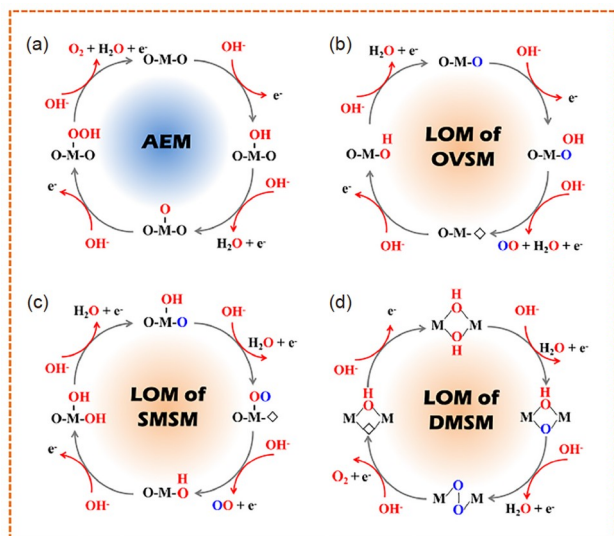 (a)
O₂ + H₂O + e⁻
O-M-O
OH⁻
OH⁻
e⁻
OOH
O-M-O
AEM
OH
O-M-O
e⁻
O
O-M-O
OH⁻
OH⁻
H₂O + e⁻
(b)
H₂O + e⁻
O-M-O
OH⁻
OH⁻
e⁻
H
O-M-O
LOM of
OVSM
OH
O-M-O
e⁻
OH⁻
O-M-◇
OH⁻
OO + H₂O + e⁻
(c)
OH
O-M-O
H₂O + e⁻
OH⁻
OH⁻
H₂O + e⁻
OH
O-M-OH
LOM of
SMSM
OO
O-M-◇
e⁻
OH⁻
H
O-M-O
OH⁻
OO + e⁻
(d)
e⁻
H
O
M M
O
H
OH⁻
OH⁻
H₂O + e⁻
H
O
M M
◇
LOM of
DMSM
H
O
M M
O
O₂ + e⁻
OH⁻
O
M M
O
OH⁻
H₂O + e⁻